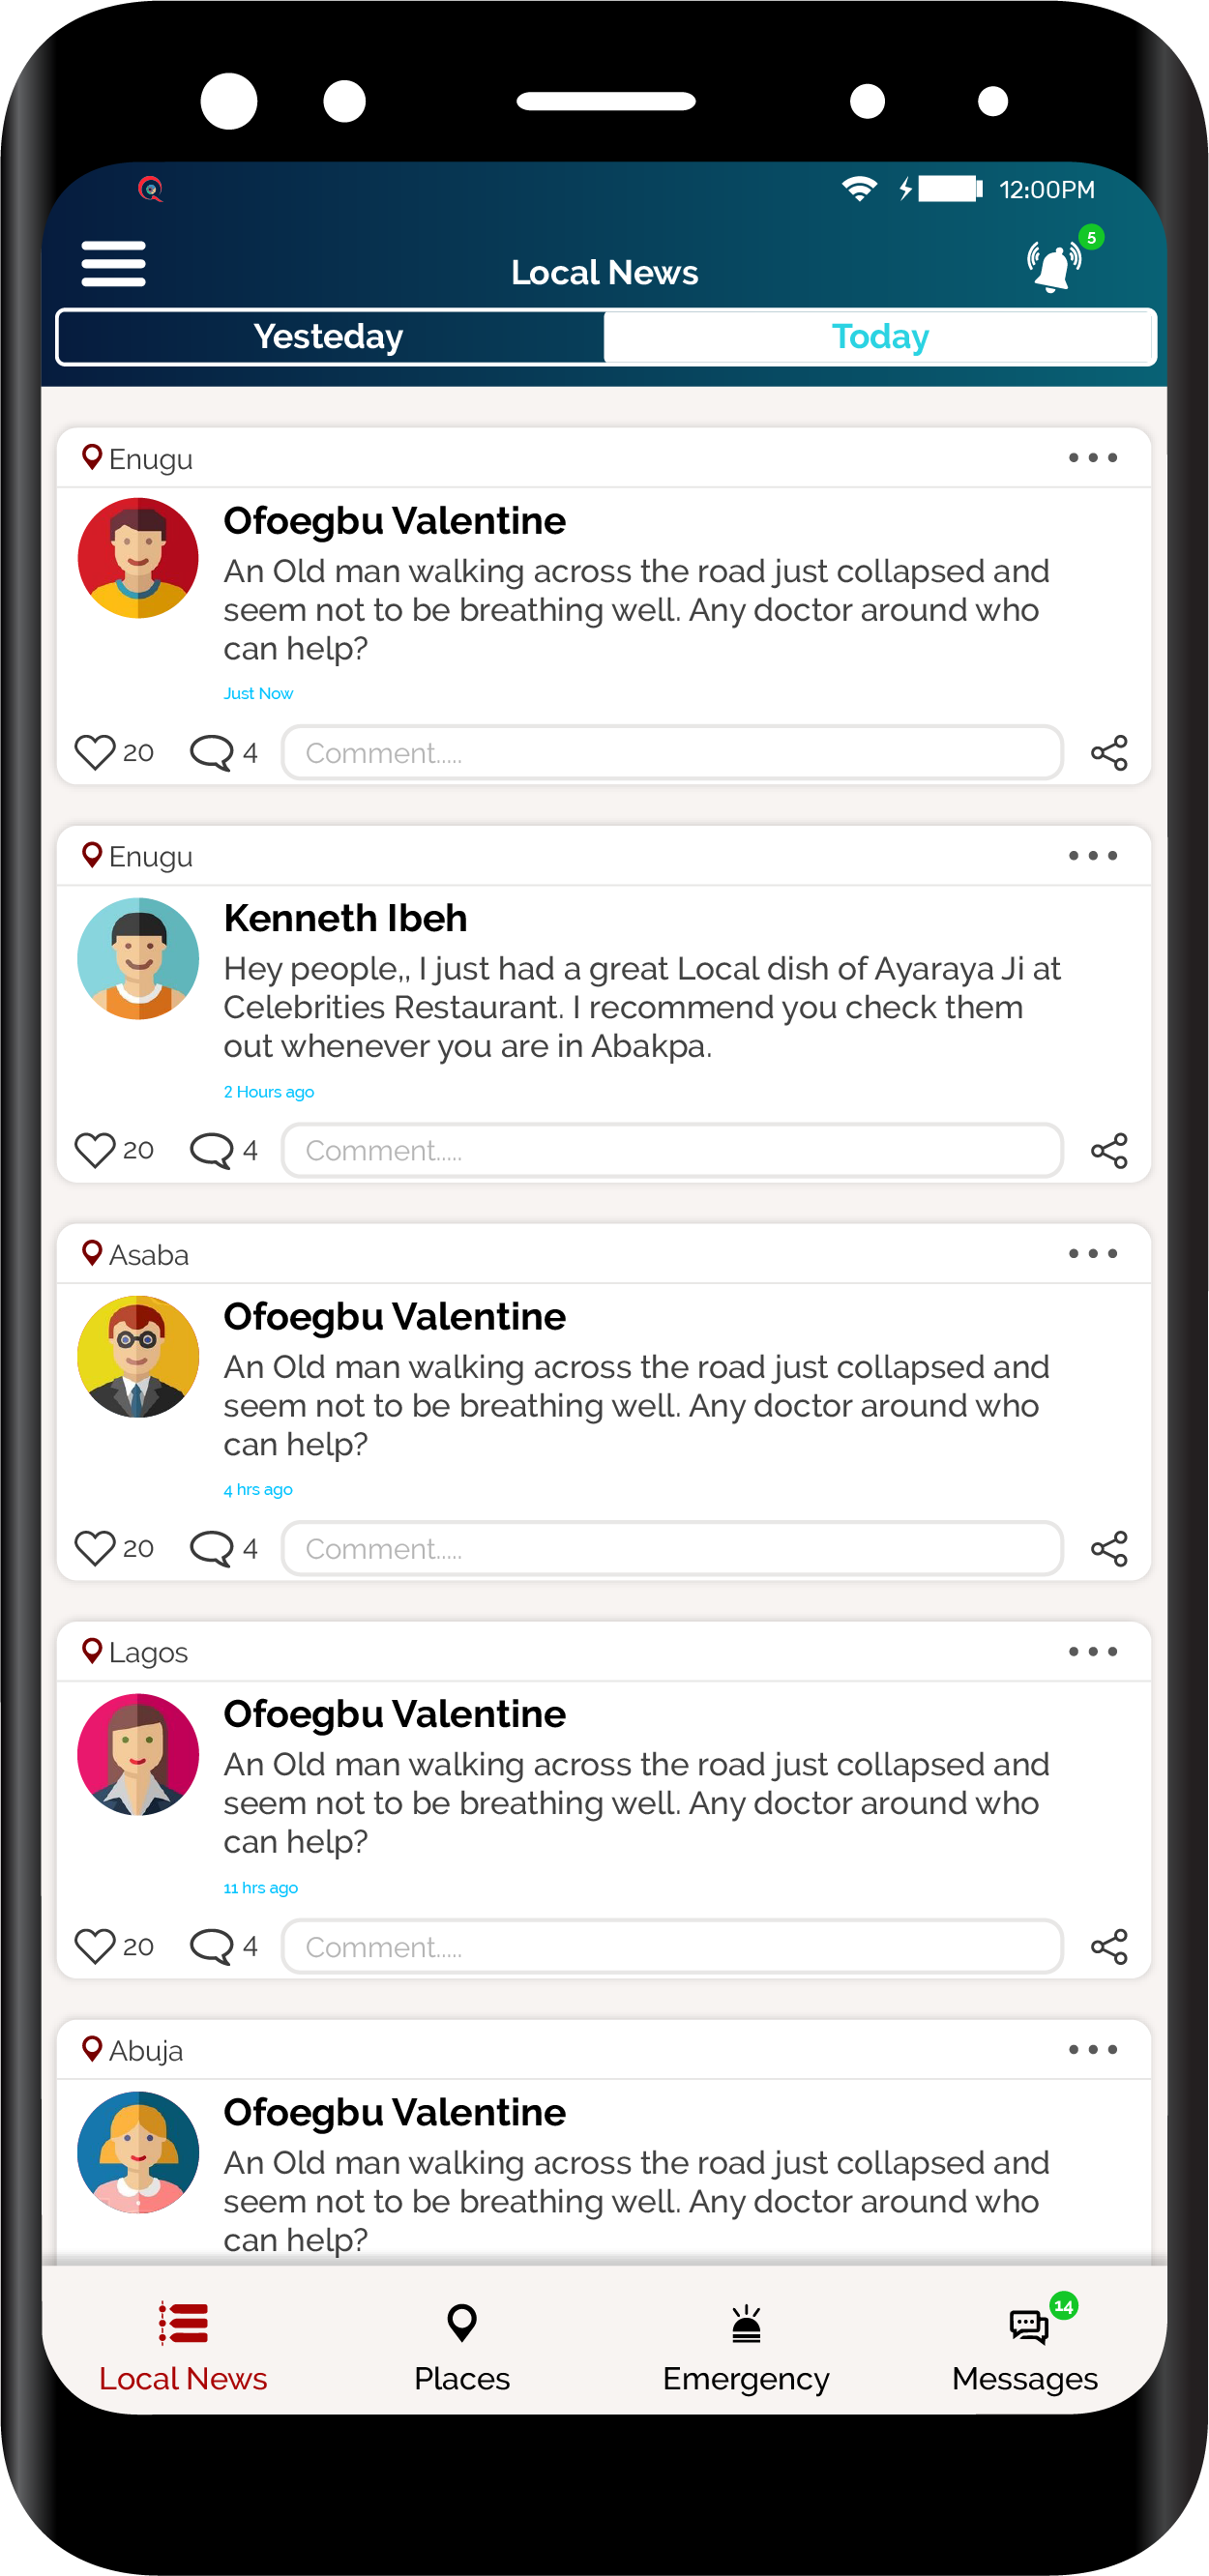 12:00PM
5
Local News
Yesteday
Today
Enugu
Ofoegbu Valentine
An Old man walking across the road just collapsed and
seem not to be breathing well. Any doctor around who
can help?
Just Now
20
4
Comment.....
Enugu
Kenneth Ibeh
Hey people,, I just had a great Local dish of Ayaraya Ji at
Celebrities Restaurant. I recommend you check them
out whenever you are in Abakpa.
2 Hours ago
20
4
Comment.....
Asaba
Ofoegbu Valentine
An Old man walking across the road just collapsed and
seem not to be breathing well. Any doctor around who
can help?
4 hrs ago
20
4
Comment.....
Lagos
Ofoegbu Valentine
An Old man walking across the road just collapsed and
seem not to be breathing well. Any doctor around who
can help?
11 hrs ago
20
4
Comment.....
Abuja
Ofoegbu Valentine
An Old man walking across the road just collapsed and
seem not to be breathing well. Any doctor around who
can help?
14
Local News
Places
Emergency
Messages